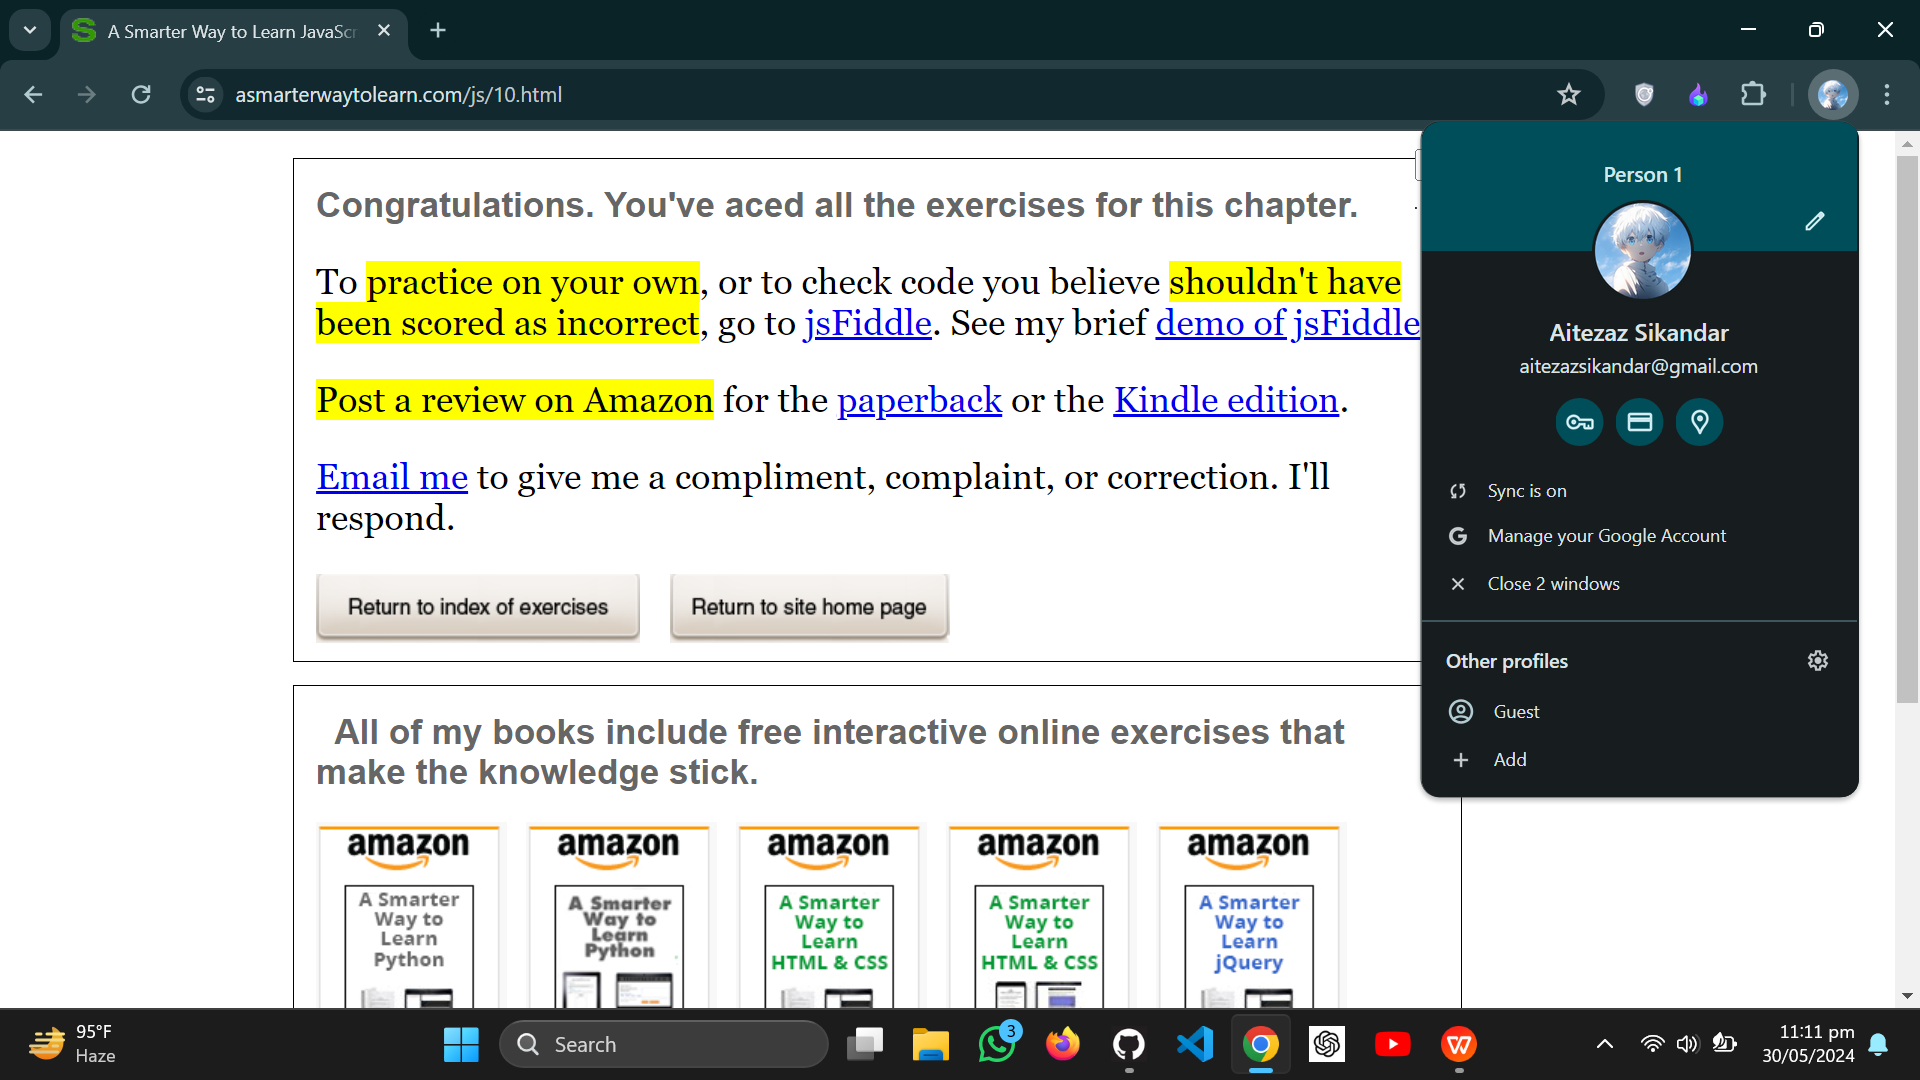 A Smarter Way to Learn JavaScr
asmarterwaytolearn.com/js/10.html
Congratulations. You've aced all the exercises for this chapter.
To practice on your own, or to check code you believe shouldn't have
been scored as incorrect, go to jsFiddle. See my brief demo of jsFiddle
Post a review on Amazon for the paperback or the Kindle edition.
Email me to give me a compliment, complaint, or correction. I'll
respond.
Return to index of exercises
Return to site home page
All of my books include free interactive online exercises that
make the knowledge stick.
amazon
A Smarter
Way to
Learn
Python
amazon
A Smarter
Way to
Learn
Python
amazon
A Smarter
Way to
Learn
HTML & CSS
amazon
A Smarter
Way to
Learn
HTML & CSS
amazon
A Smarter
Way to
Learn
jQuery
Person 1
Aitezaz Sikandar
aitezazsikandar@gmail.com
Sync is on
Manage your Google Account
Close 2 windows
Other profiles
Guest
Add
95°F
Haze
Search
3
11:11 pm
30/05/2024